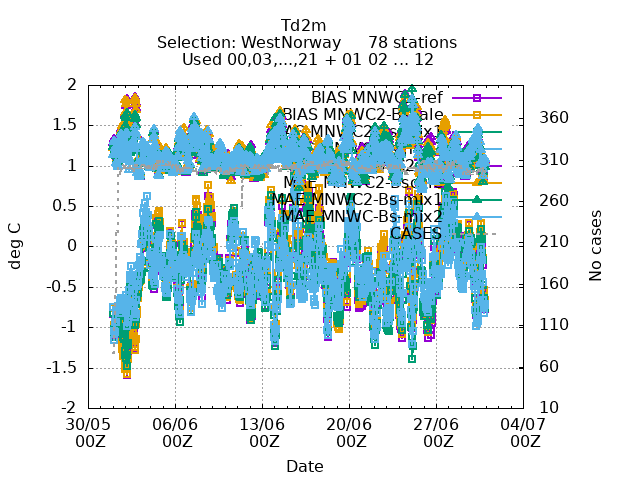 Td2m
Selection: WestNorway 78 stations
Used 00,03,...,21 + 01 02 ... 12
BIAS MNWC2-ref
MAE MNWC2-Bs-mix1
MAE MNWC-Bs-mix2
CASES
2
1.5
1
0.5
0
-0.5
-1
-1.5
-2
360
310
260
210
160
110
60
10
deg C
No cases
30/05 06/06 13/06 20/06 27/06 04/07
00Z 00Z 00Z 00Z 00Z 00Z
Date